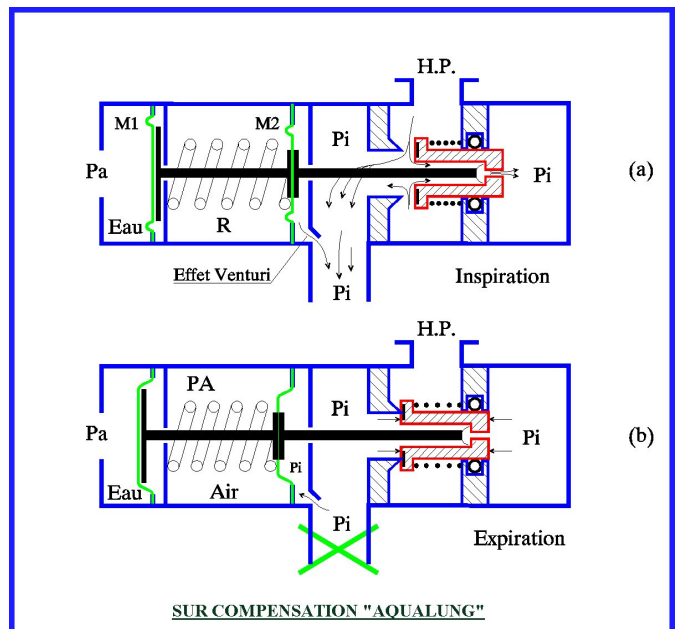 H.P.
M1
M2
Pi
Pa
Pi
(a)
Eau
R
Effet Venturi
Pi
Inspiration
H.P.
PA
Pi
Pa
Pi
(b)
Pi
Eau
Air
Pi
Expiration
SUR COMPENSATION "AQUALUNG"